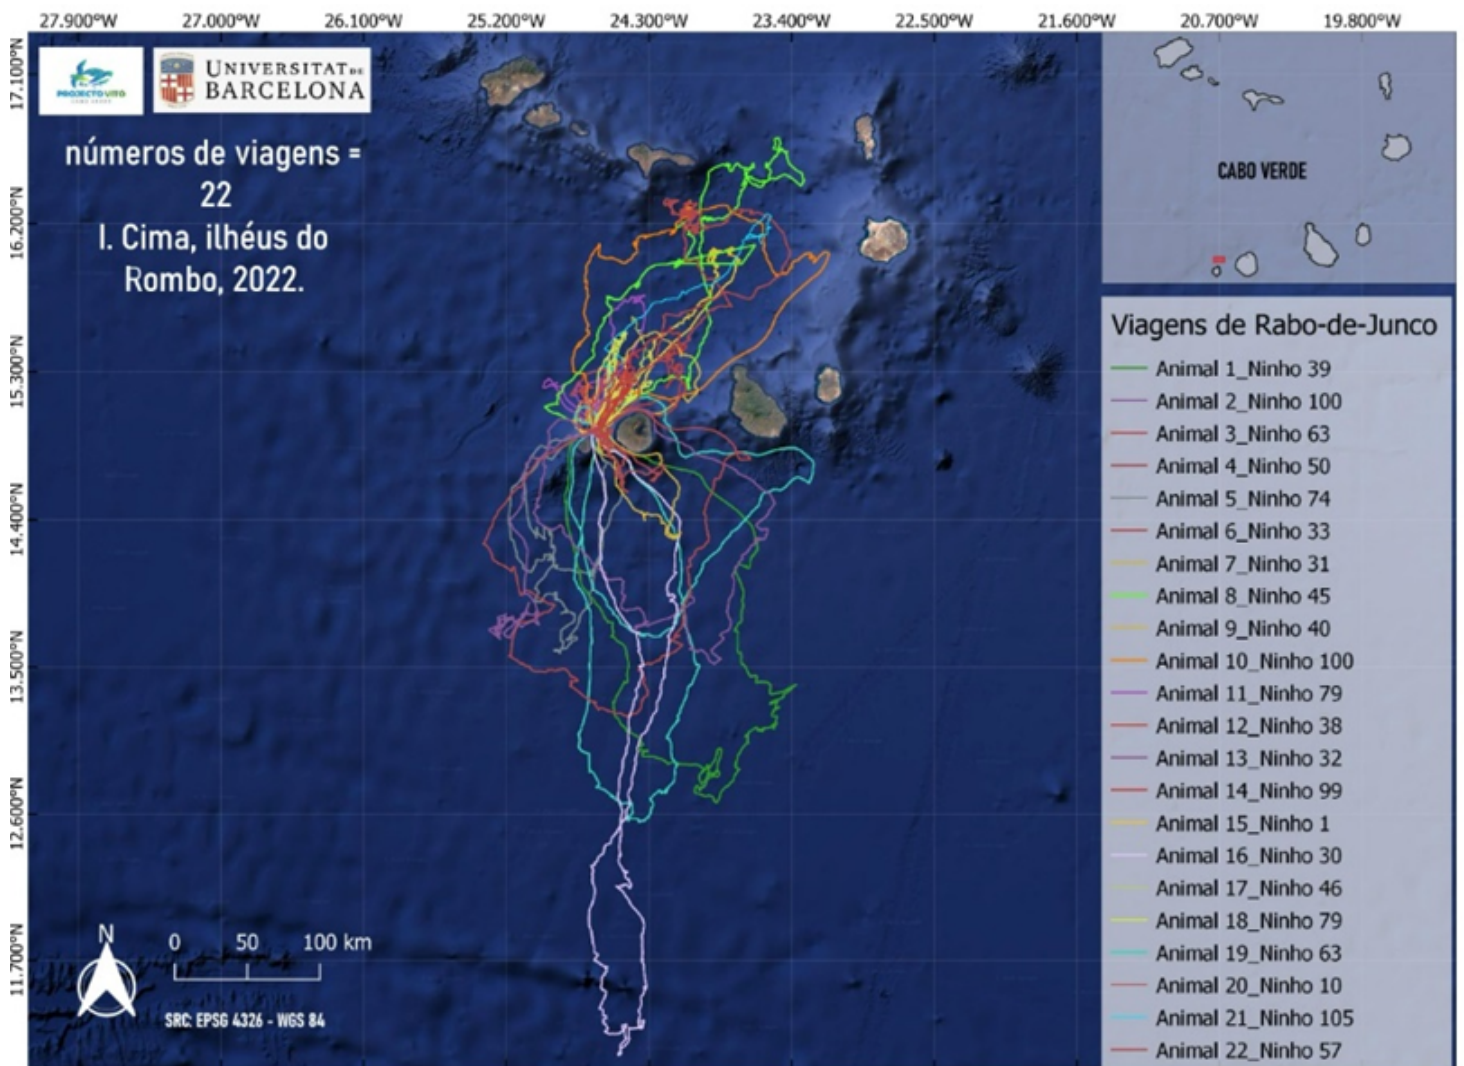 27.900°W 27.000°W 26.100°W 25.200°W 24.300°W 23.400°W 22.500°W 21.600°W 20.700°W 19.800°W
17.100°N
16.200°N
15.300°N
14.400°N
13.500°N
12.600°N
11.700°N
PROJECTO VITO
UNIVERSITAT DE
BARCELONA
números de viagens =
22
I. Cima, ilhéus do
Rombo, 2022.
CABO VERDE
Viagens de Rabo-de-Junco
Animal 1_Ninho 39
Animal 2_Ninho 100
Animal 3_Ninho 63
Animal 4_Ninho 50
Animal 5_Ninho 74
Animal 6_Ninho 33
Animal 7_Ninho 31
Animal 8_Ninho 45
Animal 9_Ninho 40
Animal 10_Ninho 100
Animal 11_Ninho 79
Animal 12_Ninho 38
Animal 13_Ninho 32
Animal 14_Ninho 99
Animal 15_Ninho 1
Animal 16_Ninho 30
Animal 17_Ninho 46
Animal 18_Ninho 79
Animal 19_Ninho 63
Animal 20_Ninho 10
Animal 21_Ninho 105
Animal 22_Ninho 57
N
0 50 100 km
SRC: EPSG 4326 - WGS 84